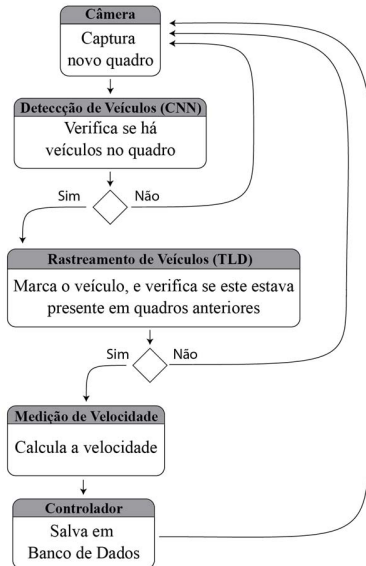 Câmera
Captura
novo quadro
Deteccção de Veículos (CNN)
Verifica se há
veículos no quadro
Sim
Não
Rastreamento de Veículos (TLD)
Marca o veículo, e verifica se este estava
presente em quadros anteriores
Sim
Não
Medição de Velocidade
Calcula a velocidade
Controlador
Salva em
Banco de Dados